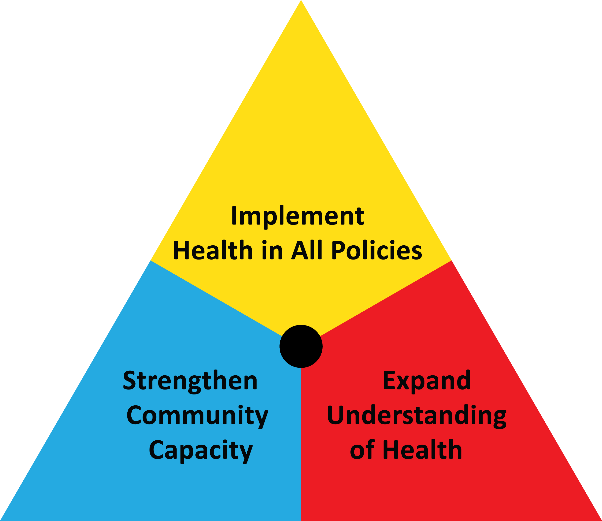 Implement
Health in All Policies
Strengthen
Community
Capacity
Expand
Understanding
of Health